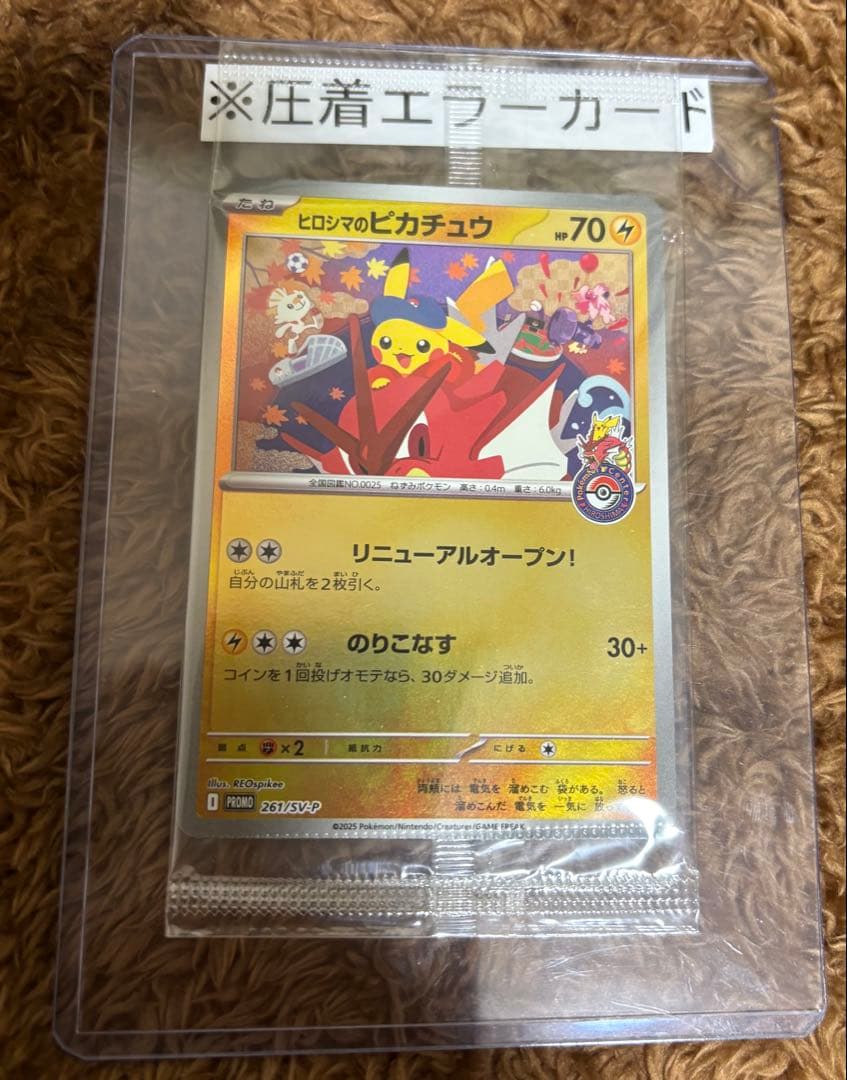 ※圧着エラーカード
たね
ヒロシマのピカチュウ HP70
Pokémon Center
HIROSHIMA
全国図鑑NO.0025 ねずみポケモン 高さ:0.4m 重さ:6.0kg
リニューアルオープン!
自分の山札を2枚引く。
のりこなす 30+
コインを1回投げオモテなら、30ダメージ追加。
弱点 ×2 抵抗力 にげる
両頬には 電気を 溜めこむ 袋がある。 怒ると
溜めこんだ 電気を 一気に 放
Illus. REOspikee
I PROMO 261/SV-P
©2025 Pokémon/Nintendo/Creatures/GAME FREAK